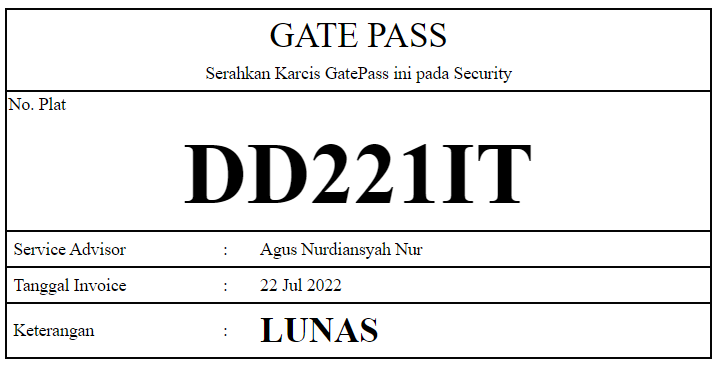 GATE PASS
Serahkan Karcis GatePass ini pada Security
No. Plat
DD221IT
Service Advisor : Agus Nurdiansyah Nur
Tanggal Invoice : 22 Jul 2022
Keterangan : LUNAS